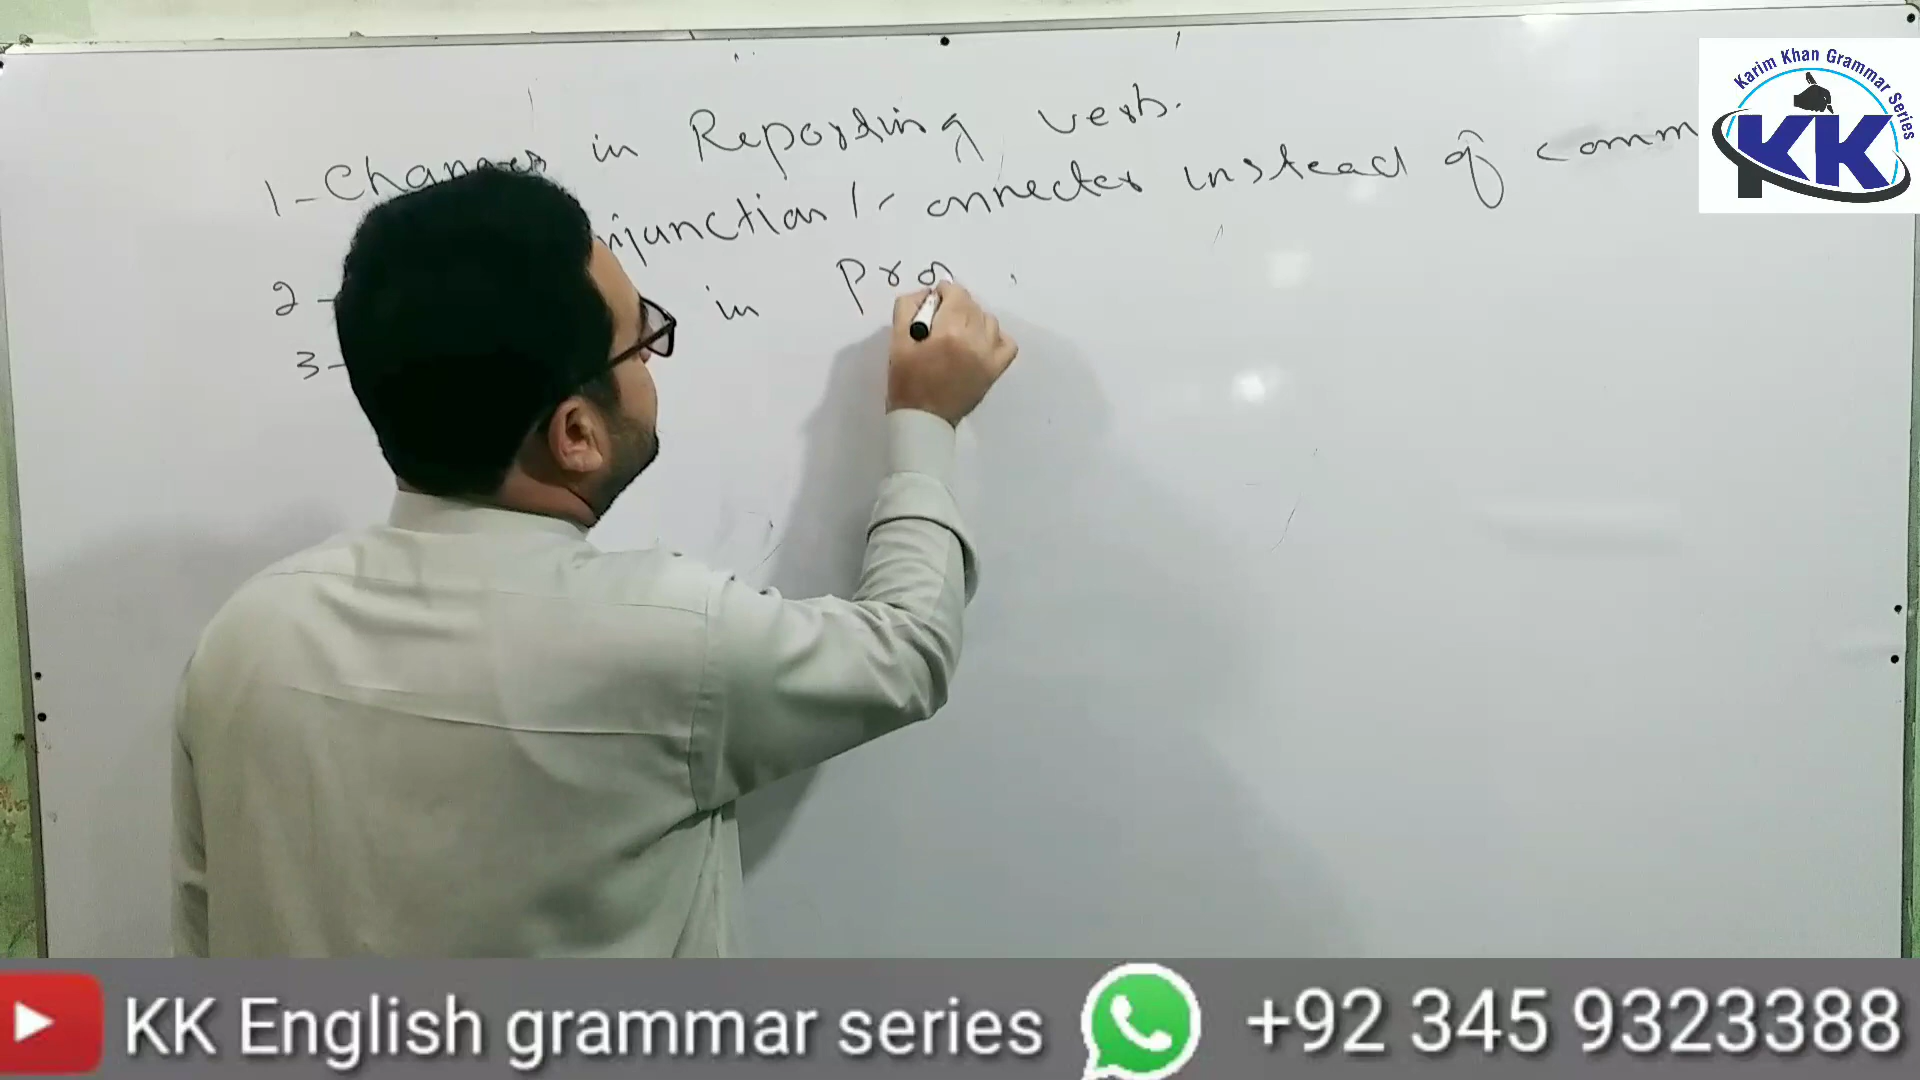 1- Changes in Reporting verb.
2 - njunction / connecter instead of comm
3- in Pro
Karim Khan Grammar Series
KK
KK English grammar series +92 345 9323388